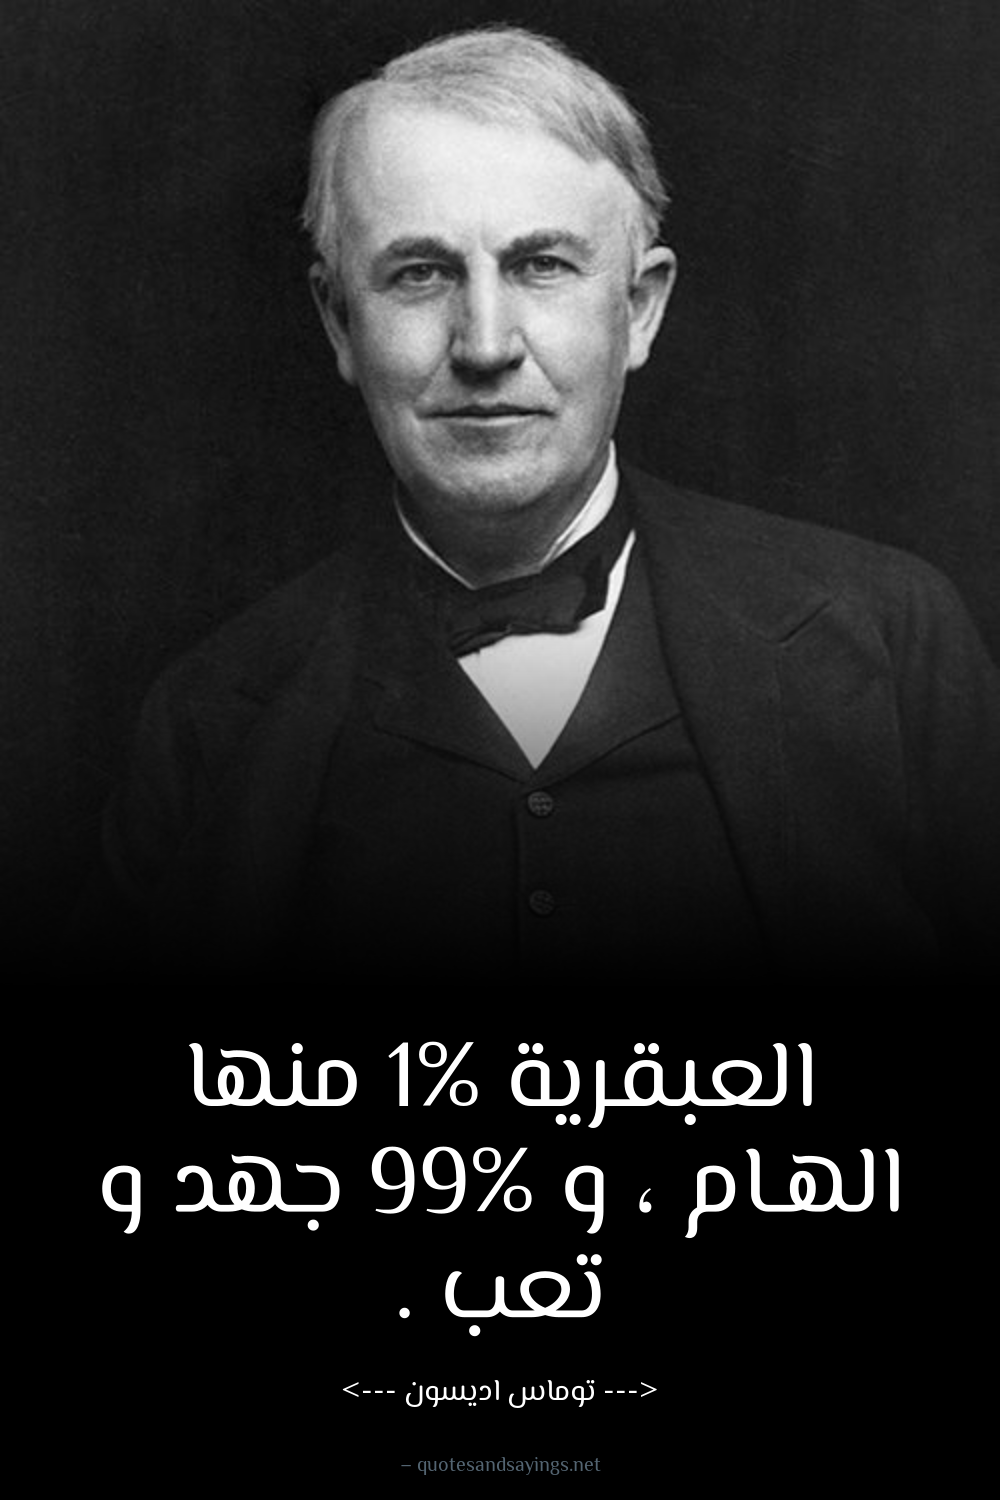 العبقرية 1% منها
الهام ، و 99% جهد و
تعب .
<--- توماس اديسون --->
– quotesandsayings.net